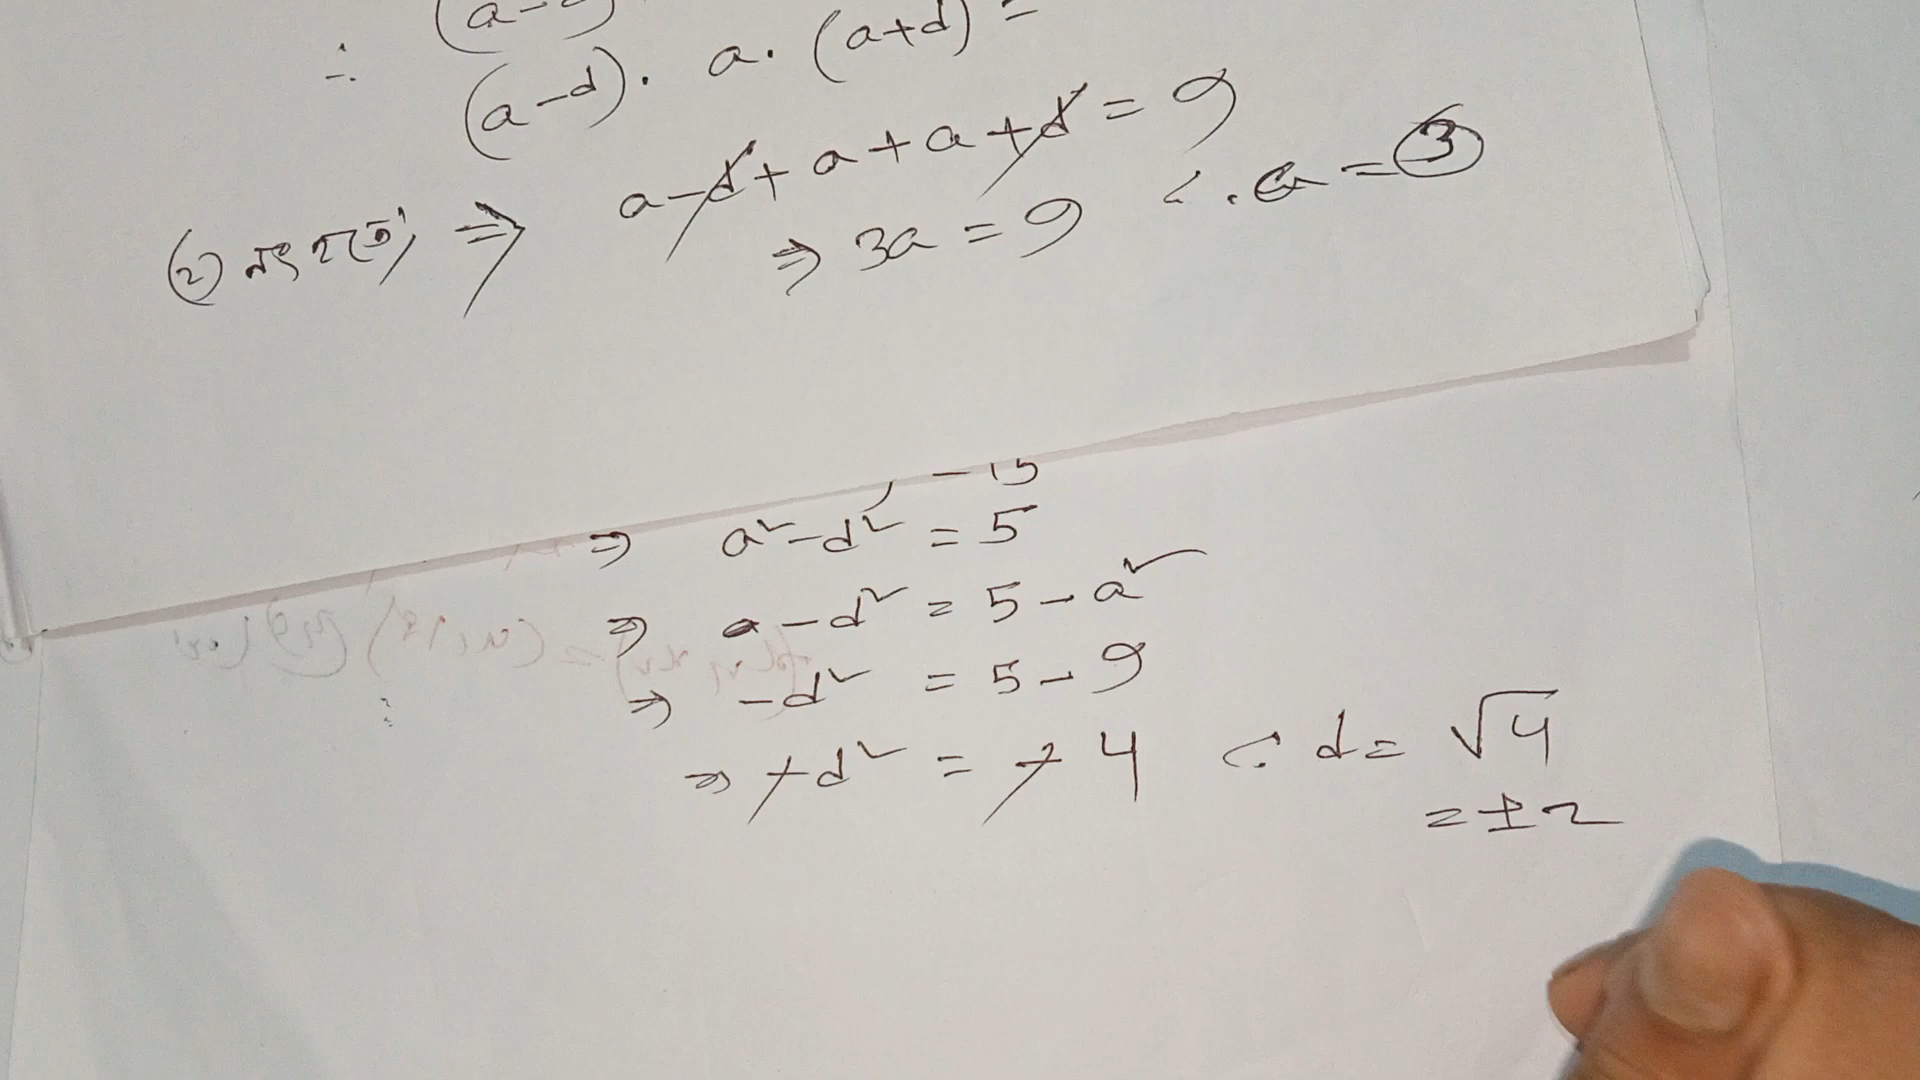 ∴ (a-d)
(a-d). a. (a+d) =
(2) নং হতে, ⇒ a-d+a+a+d = 9
⇒ 3a = 9 ∴ a = 3
= 15
⇒ a²-d² = 5
⇒ -d² = 5-a²
⇒ -d² = 5-9
⇒ -d² = -4 ∴ d = √4
= ±2